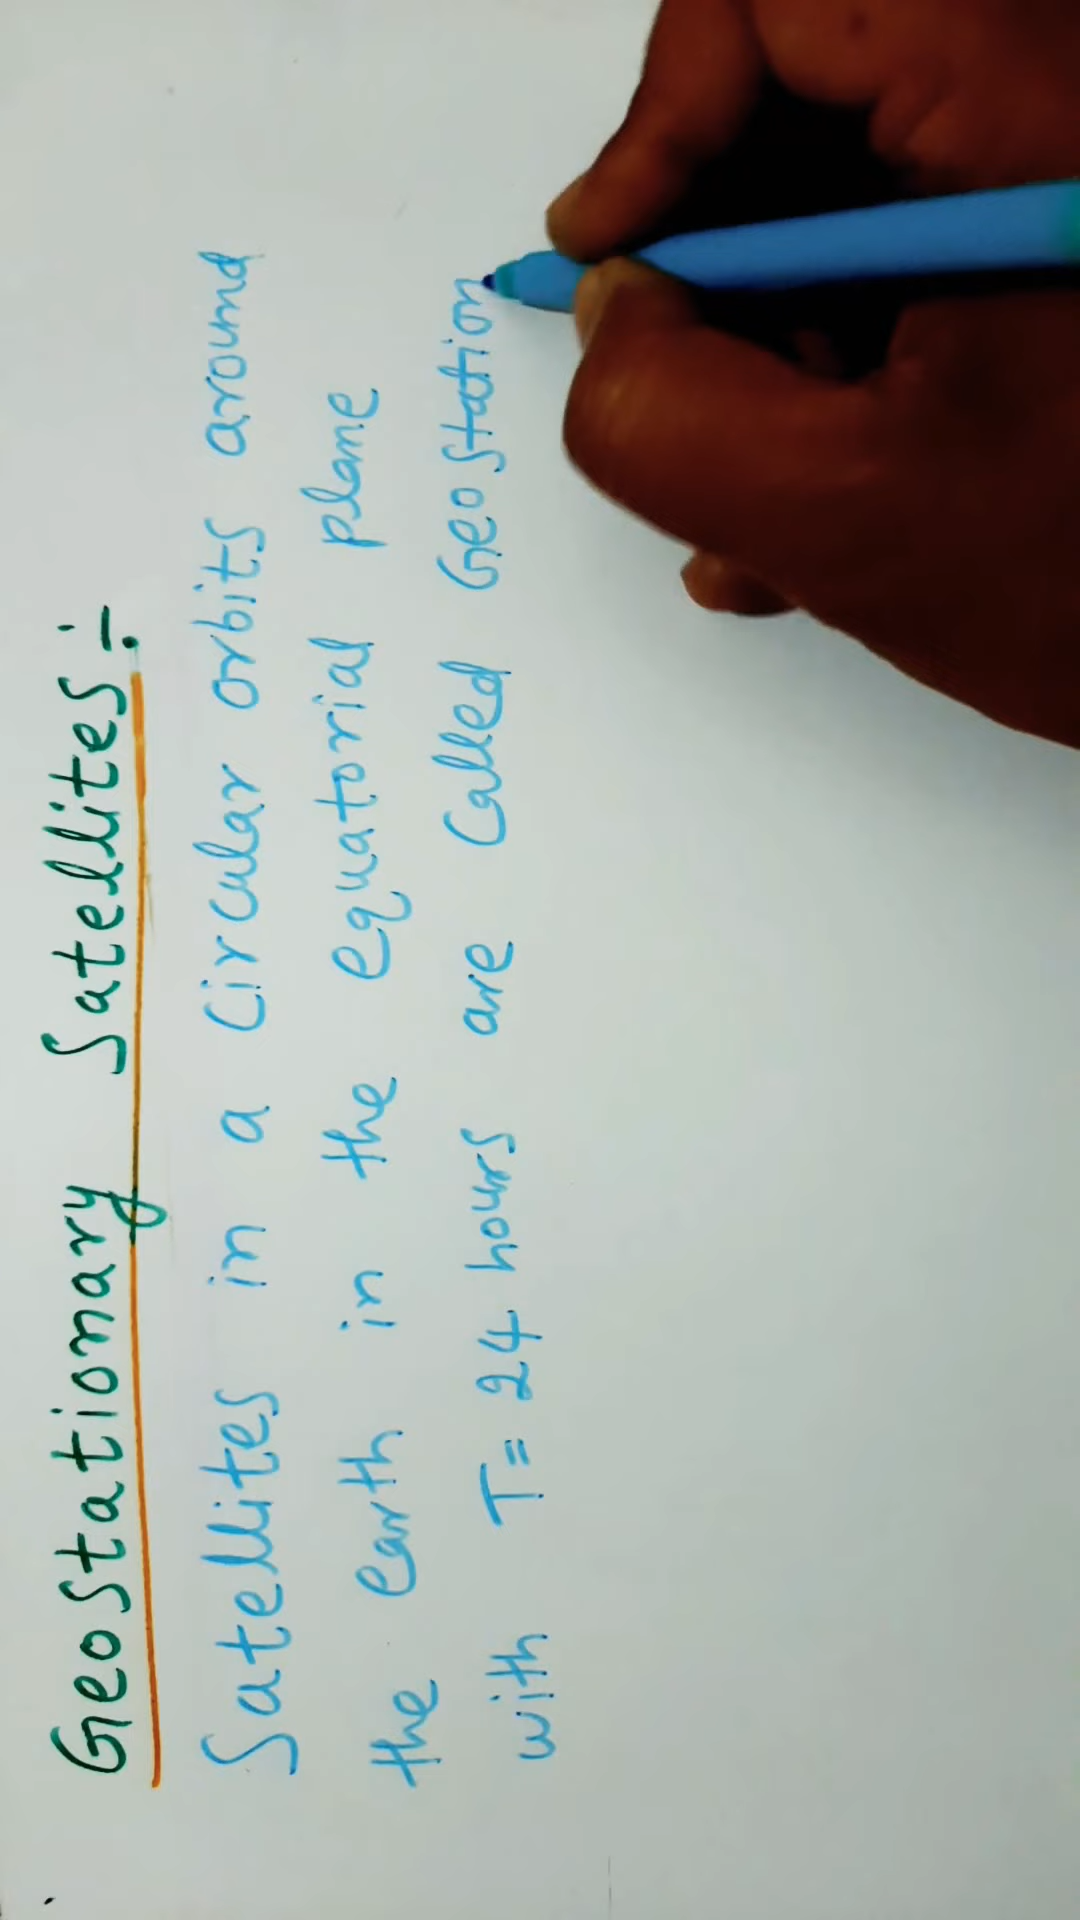 Geostationary Satellites :-
Satellites in a circular orbits around
the earth in the equatorial plane
with T = 24 hours are called Geostation